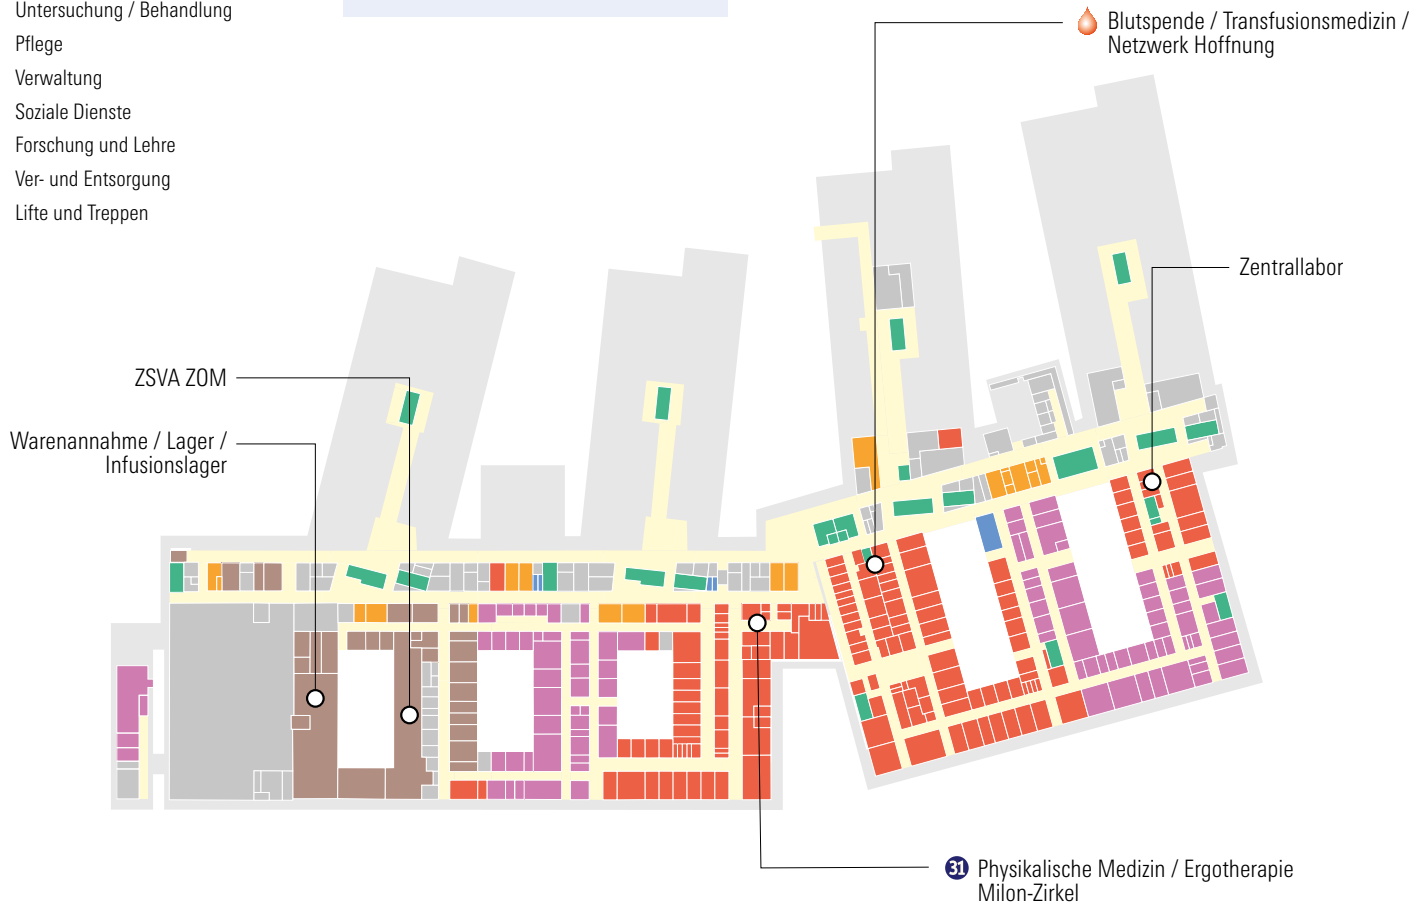 Untersuchung / Behandlung
Pflege
Verwaltung
Soziale Dienste
Forschung und Lehre
Ver- und Entsorgung
Lifte und Treppen
Blutspende / Transfusionsmedizin /
Netzwerk Hoffnung
Zentrallabor
ZSVA ZOM
Warenannahme / Lager /
Infusionslager
31 Physikalische Medizin / Ergotherapie
Milon-Zirkel